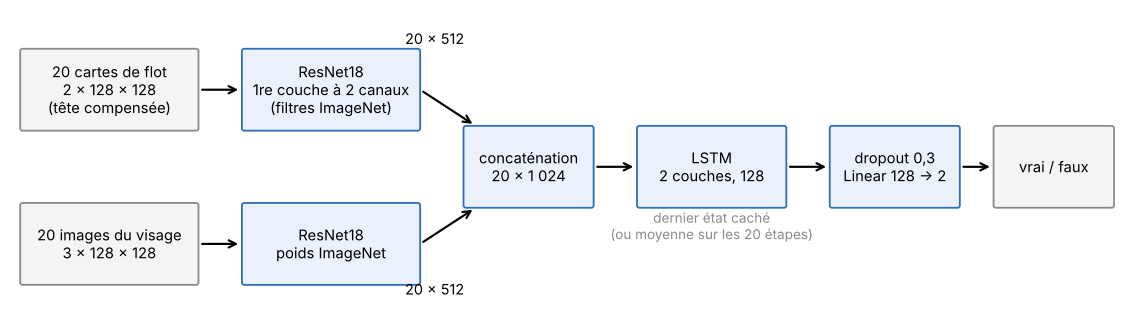 20 × 512
20 cartes de flot
2 × 128 × 128
(tête compensée)
ResNet18
1re couche à 2 canaux
(filtres ImageNet)
20 images du visage
3 × 128 × 128
ResNet18
poids ImageNet
20 × 512
concaténation
20 × 1 024
LSTM
2 couches, 128
dernier état caché
(ou moyenne sur les 20 étapes)
dropout 0,3
Linear 128 → 2
vrai / faux